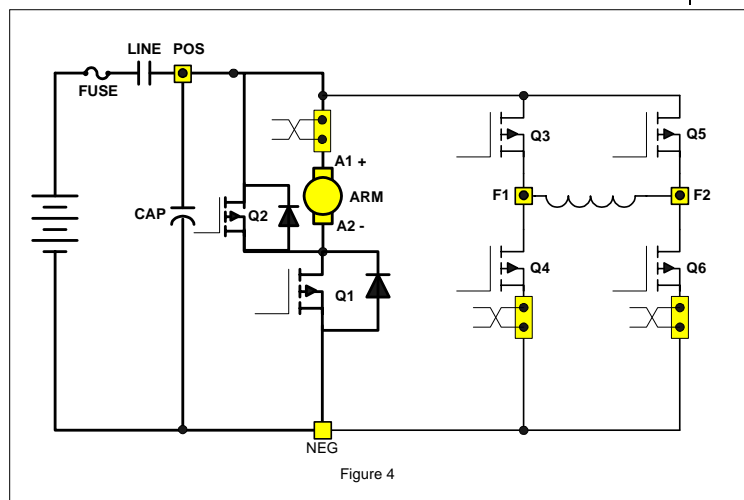 LINE POS
FUSE
Q3
Q5
A1 +
ARM
A2 -
F1
F2
CAP
Q2
Q4
Q6
Q1
NEG
Figure 4